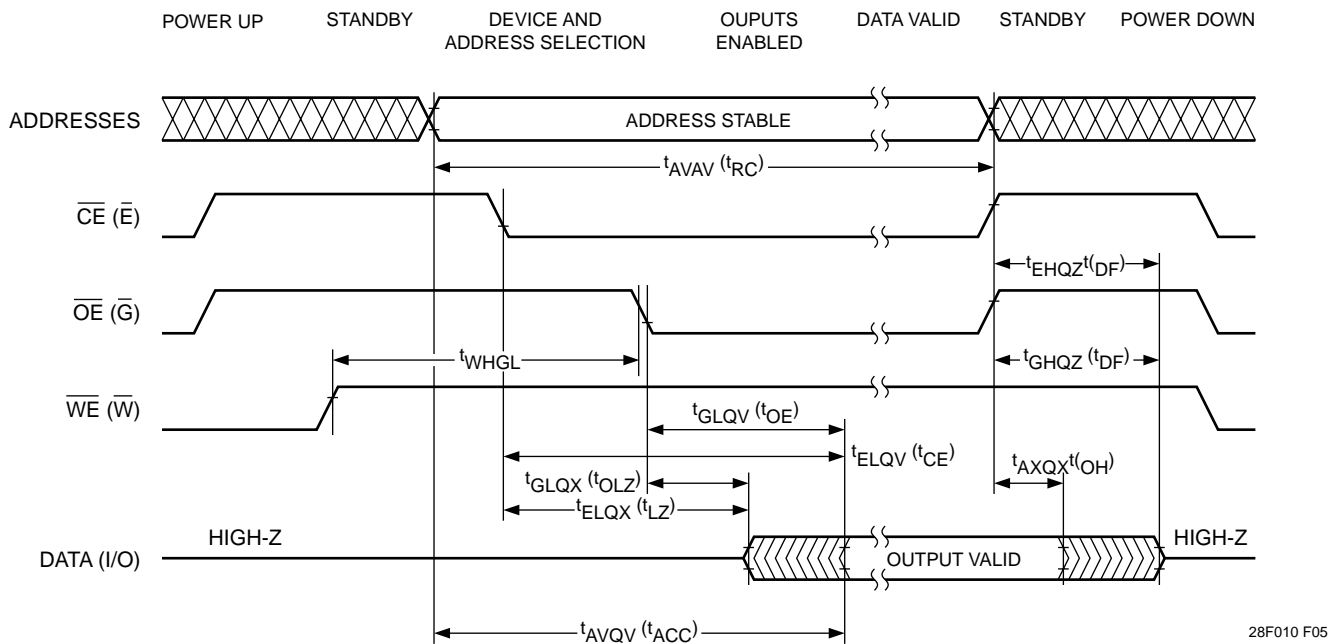 POWER UP STANDBY DEVICE AND ADDRESS SELECTION OUPUTS ENABLED DATA VALID STANDBY POWER DOWN
ADDRESSES
ADDRESS STABLE
tAVAV (tRC)
CE (E)
tEHQZt(DF)
OE (G)
tWHGL
tGHQZ (tDF)
WE (W)
tGLQV (tOE)
tELQV (tCE)
tAXQXt(OH)
tGLQX (tOLZ)
tELQX (tLZ)
HIGH-Z
HIGH-Z
DATA (I/O)
OUTPUT VALID
tAVQV (tACC)
28F010 F05